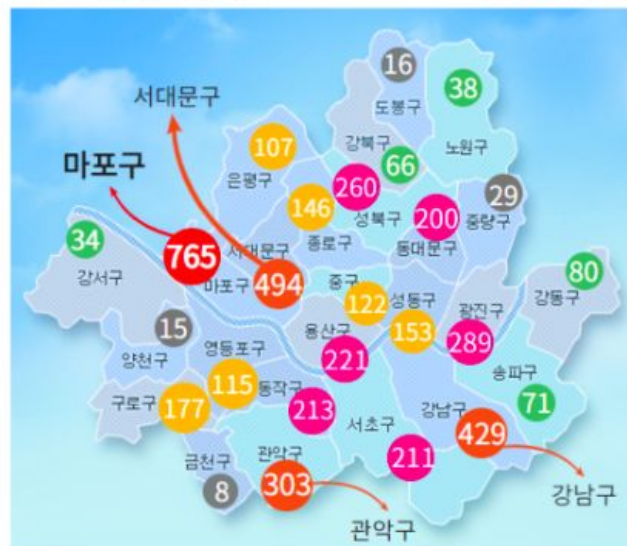 16
도봉구
38
노원구
서대문구
강북구
66
107
은평구
마포구
260
성북구
146
종로구
200
동대문구
29
중랑구
34
강서구
765
서대문구
마포구
494
중구
122
성동구
153
광진구
289
80
강동구
15
양천구
영등포구
용산구
221
송파구
71
구로구
177
115
동작구
213
서초구
강남구
429
211
금천구
8
관악구
303
관악구
강남구